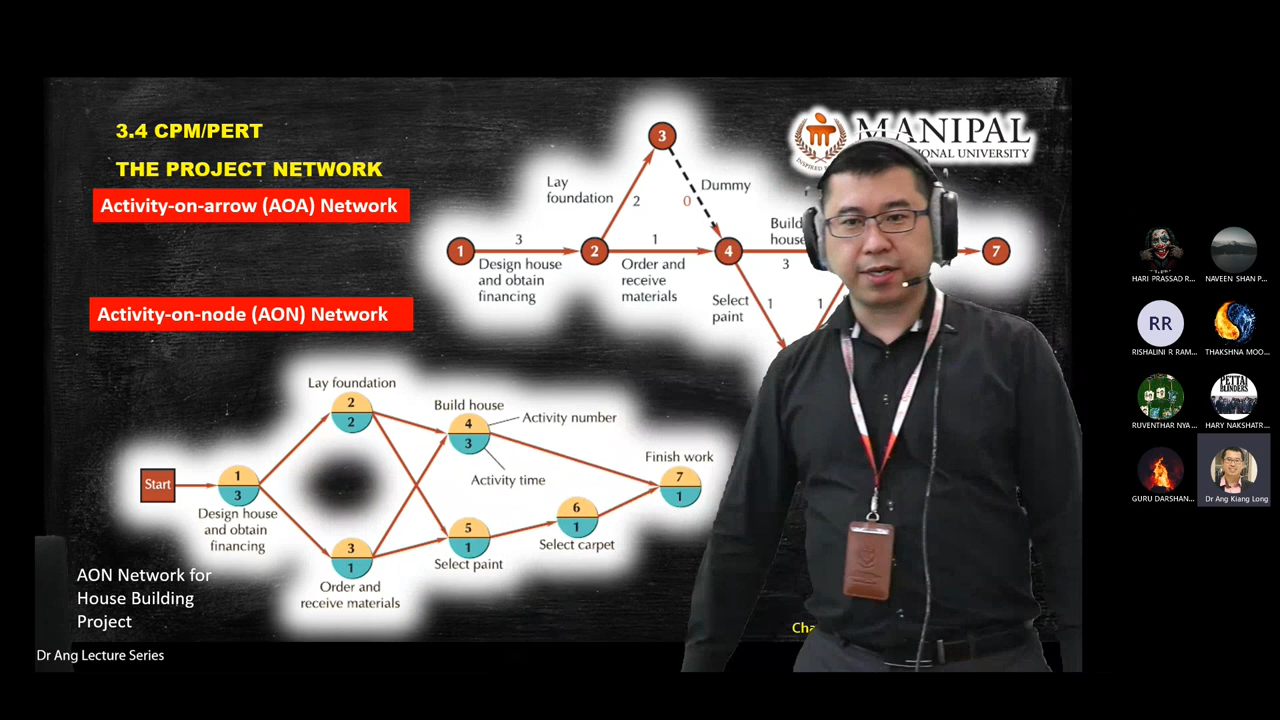 3.4 CPM/PERT
THE PROJECT NETWORK
Activity-on-arrow (AOA) Network
MANIPAL
UNIVERSITY
3
Lay
foundation
2
0
Dummy
1
3
2
1
4
Build
house
3
7
Design house
and obtain
financing
Order and
receive
materials
Select
paint
1
1
Activity-on-node (AON) Network
Lay foundation
2
2
Build house
4
3
Activity number
Activity time
Start
1
3
Design house
and obtain
financing
3
1
Order and
receive materials
5
1
Select paint
6
1
Select carpet
Finish work
7
1
AON Network for
House Building
Project
Dr Ang Lecture Series
HARI PRASSAD R...
NAVEEN SHAN P...
RR
RISHALINI R RAM...
THAKSHNA MOO...
PETTAI
BLINDERS
RUVENTHAR NYA...
HARY NAKSHATR...
GURU DARSHAN...
Dr Ang Kiang Long